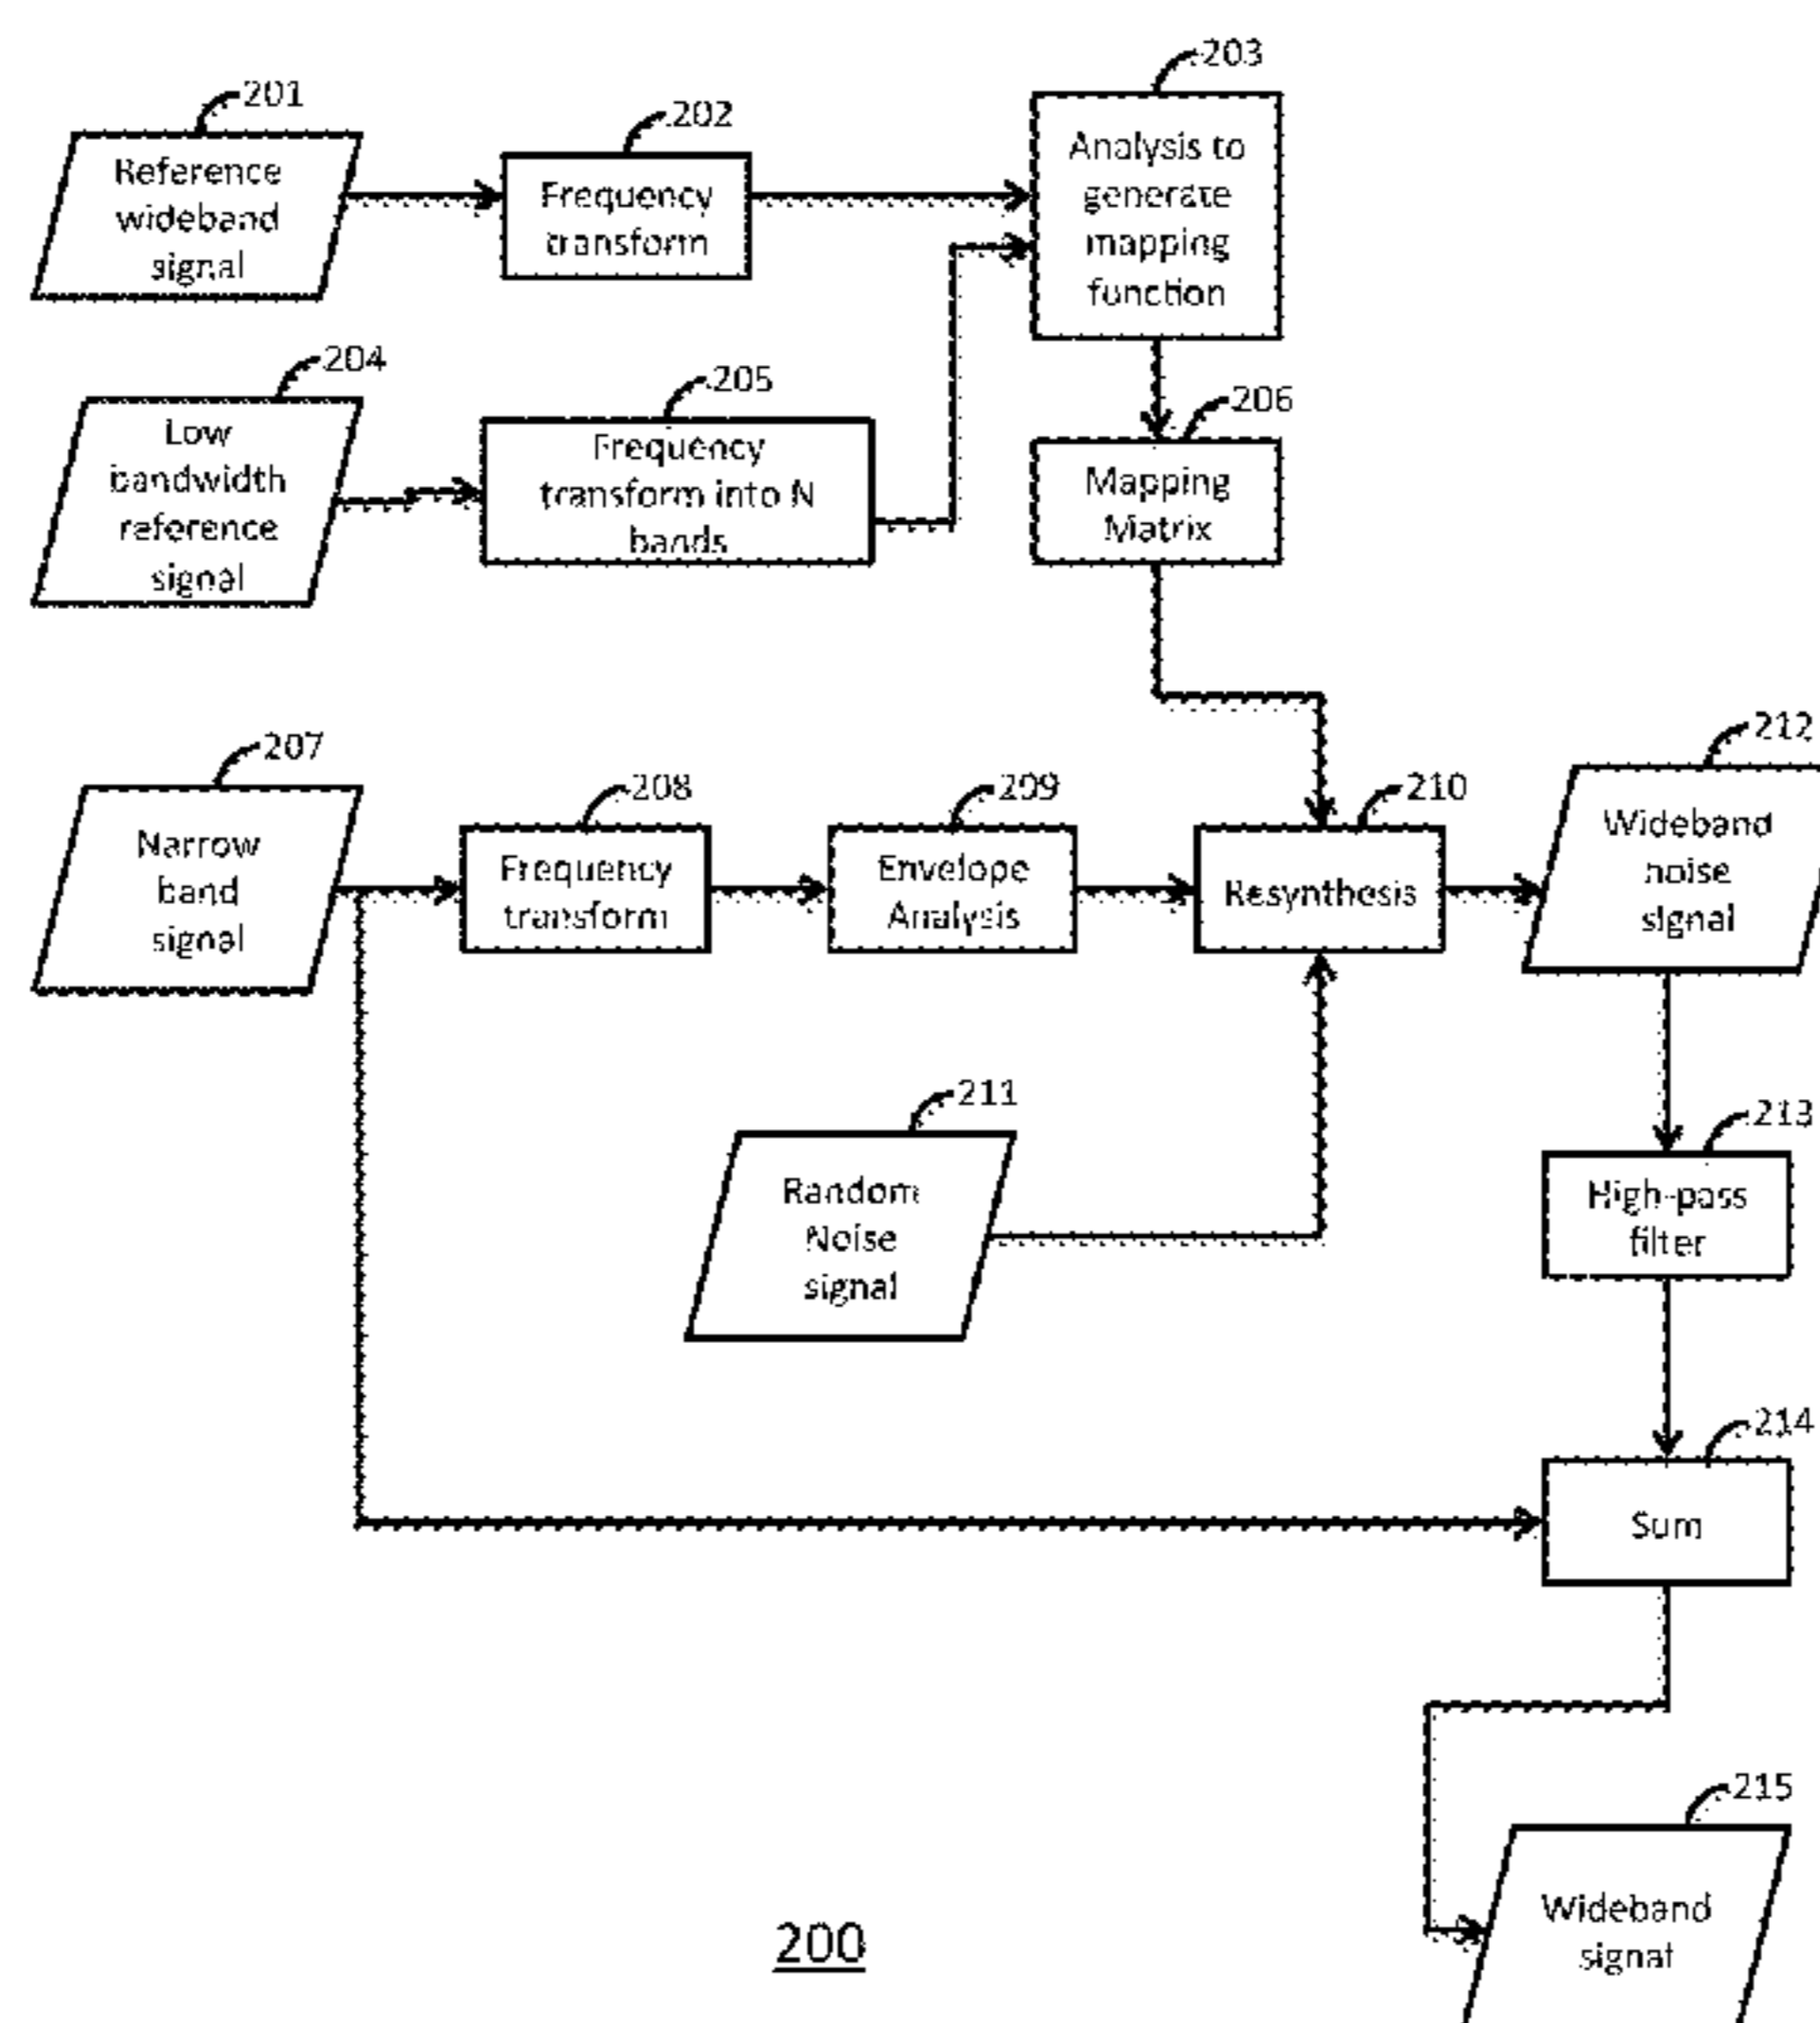 201
Reference
wideband
signal
202
Frequency
transform
203
Analysis to
generate
mapping
function
204
Low
bandwidth
reference
signal
205
Frequency
transform into N
bands
206
Mapping
Matrix
207
Narrow
band
signal
208
Frequency
transform
209
Envelope
Analysis
210
Resynthesis
212
Wideband
noise
signal
211
Random
Noise
signal
213
High-pass
filter
214
Sum
215
Wideband
signal
200